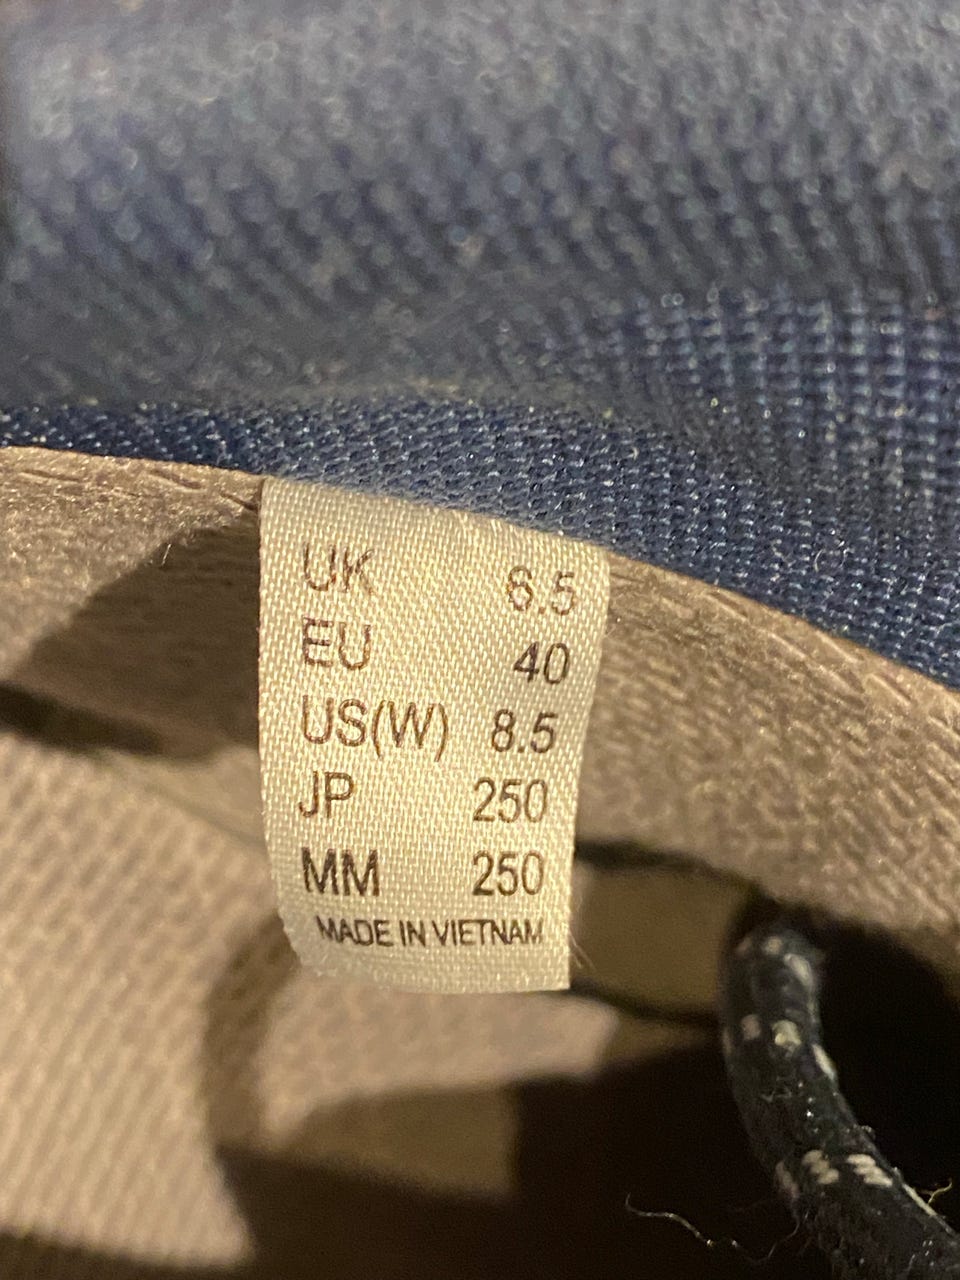 UK 6.5
EU 40
US(W) 8.5
JP 250
MM 250
MADE IN VIETNAM